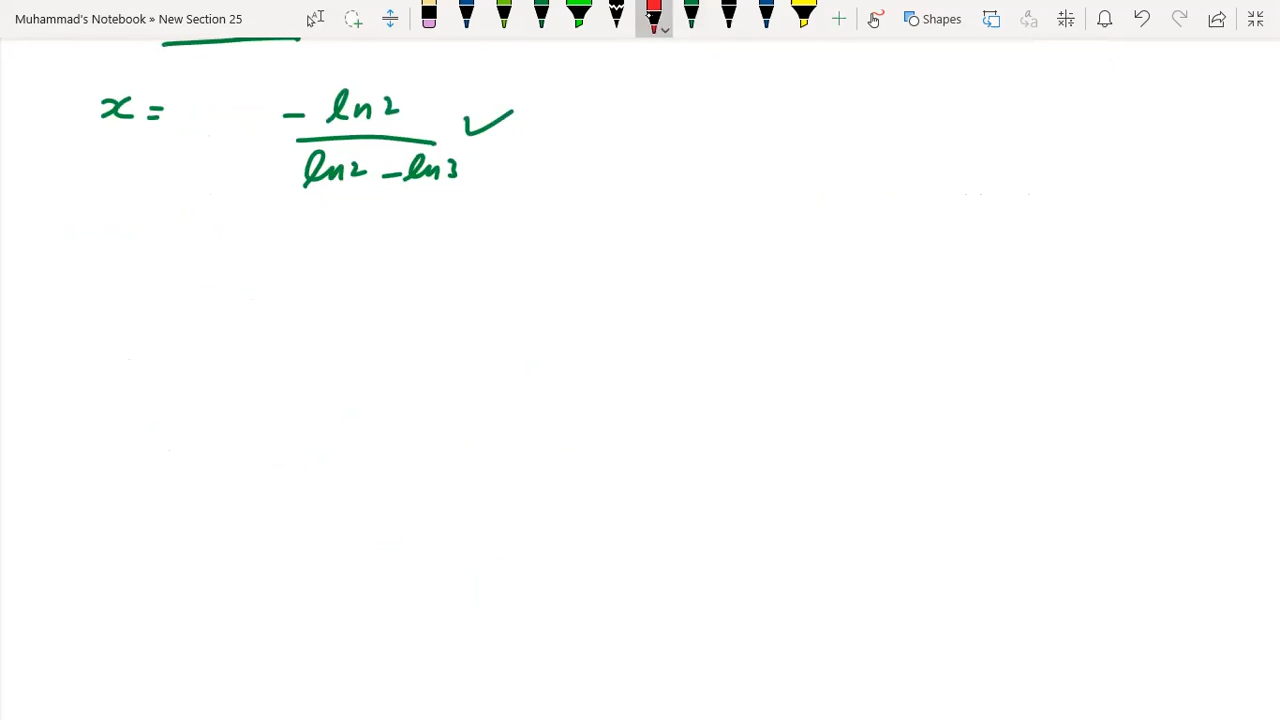 Muhammad's Notebook » New Section 25
Shapes
x = - ln2
ln2 - ln3